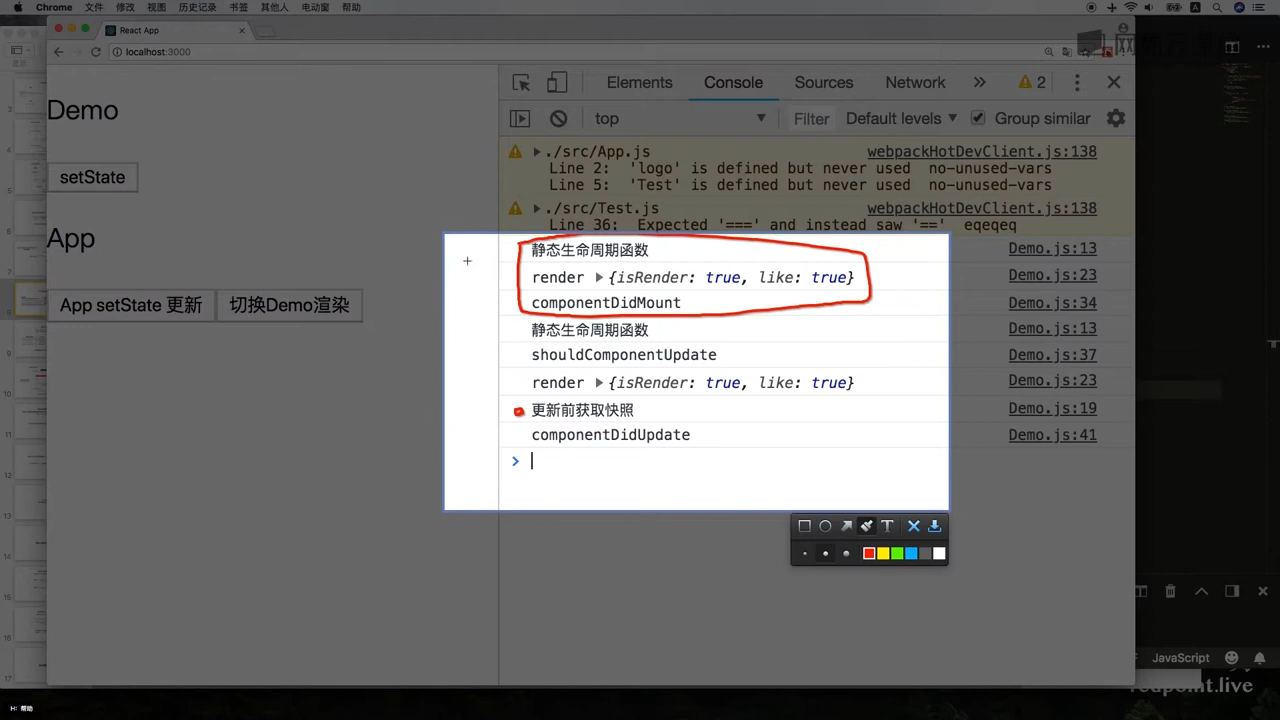 Chrome 文件 修改 视图 历史记录 书签 其他人 电动窗 帮助
React App
localhost:3000
Demo
setState
App
App setState 更新 切换Demo渲染
Elements Console Sources Network » 2
top Filter Default levels Group similar
./src/App.js webpackHotDevClient.js:138
Line 2: 'logo' is defined but never used no-unused-vars
Line 5: 'Test' is defined but never used no-unused-vars
./src/Test.js webpackHotDevClient.js:138
Line 36: Expected '===' and instead saw '==' eqeqeq
静态生命周期函数 Demo.js:13
render {isRender: true, like: true} Demo.js:23
componentDidMount Demo.js:34
静态生命周期函数 Demo.js:13
shouldComponentUpdate Demo.js:37
render {isRender: true, like: true} Demo.js:23
更新前获取快照 Demo.js:19
componentDidUpdate Demo.js:41
JavaScript
redpoint.live
H: 帮助